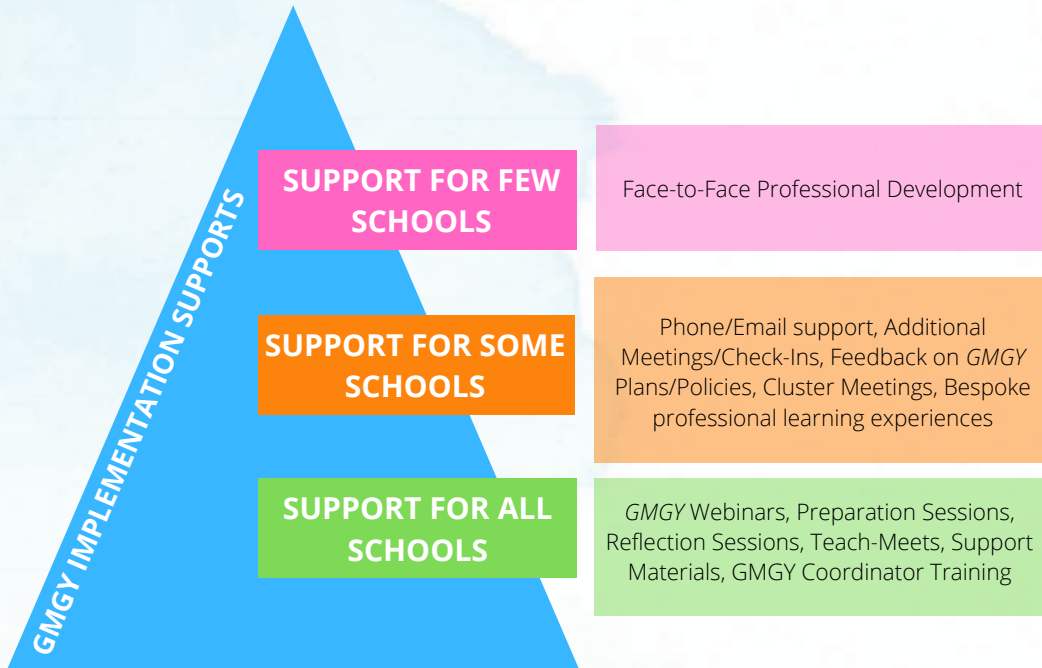 GMGY IMPLEMENTATION SUPPORTS
SUPPORT FOR FEW
SCHOOLS
Face-to-Face Professional Development
SUPPORT FOR SOME
SCHOOLS
Phone/Email support, Additional
Meetings/Check-Ins, Feedback on GMGY
Plans/Policies, Cluster Meetings, Bespoke
professional learning experiences
SUPPORT FOR ALL
SCHOOLS
GMGY Webinars, Preparation Sessions,
Reflection Sessions, Teach-Meets, Support
Materials, GMGY Coordinator Training